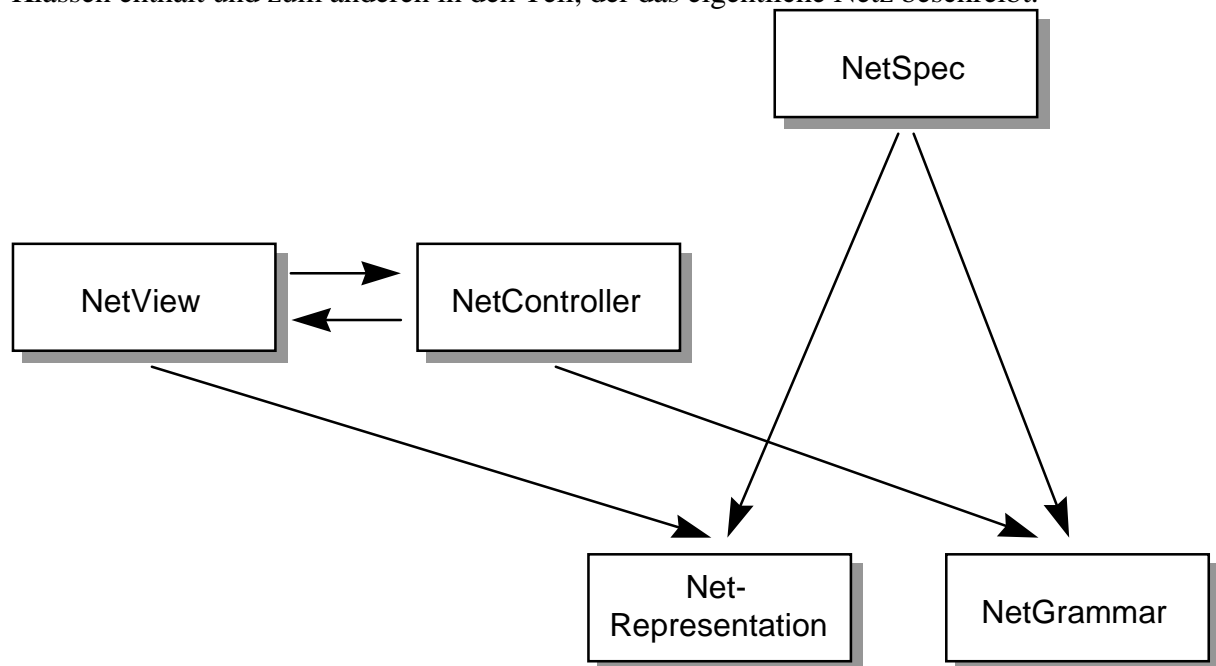 Klassen enthält und zum anderen in den Teil, der das eigentliche Netz beschreibt.
NetSpec
NetView
NetController
Net-
Representation
NetGrammar